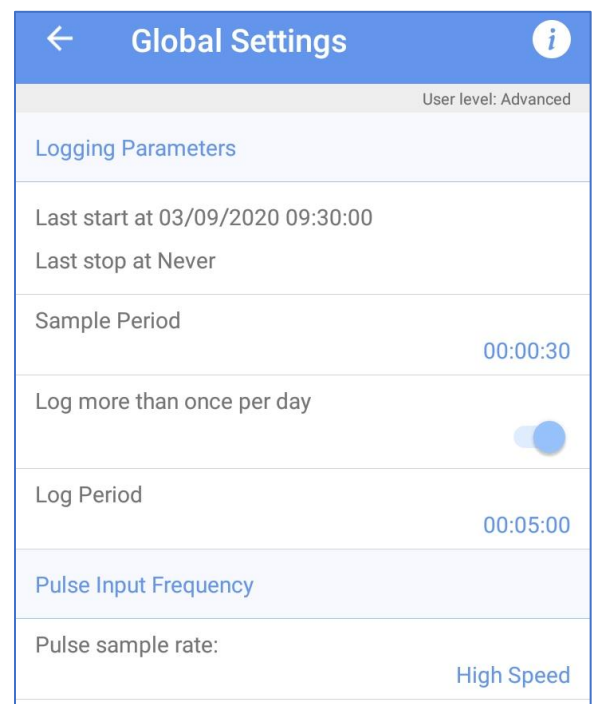 Global Settings
User level: Advanced
Logging Parameters
Last start at 03/09/2020 09:30:00
Last stop at Never
Sample Period
00:00:30
Log more than once per day
Log Period
00:05:00
Pulse Input Frequency
Pulse sample rate:
High Speed